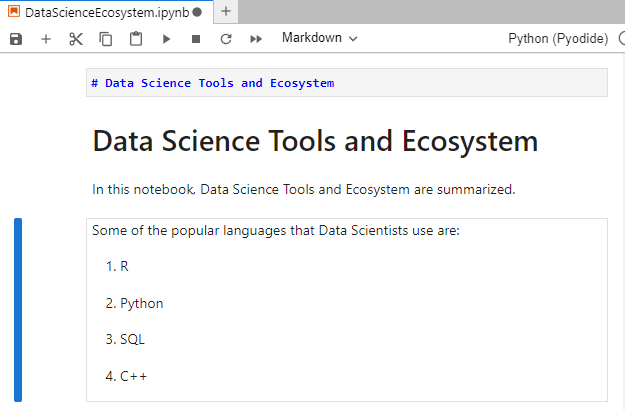 DataScienceEcosystem.ipynb
Markdown
Python (Pyodide)
# Data Science Tools and Ecosystem
Data Science Tools and Ecosystem
In this notebook, Data Science Tools and Ecosystem are summarized.
Some of the popular languages that Data Scientists use are:
1. R
2. Python
3. SQL
4. C++